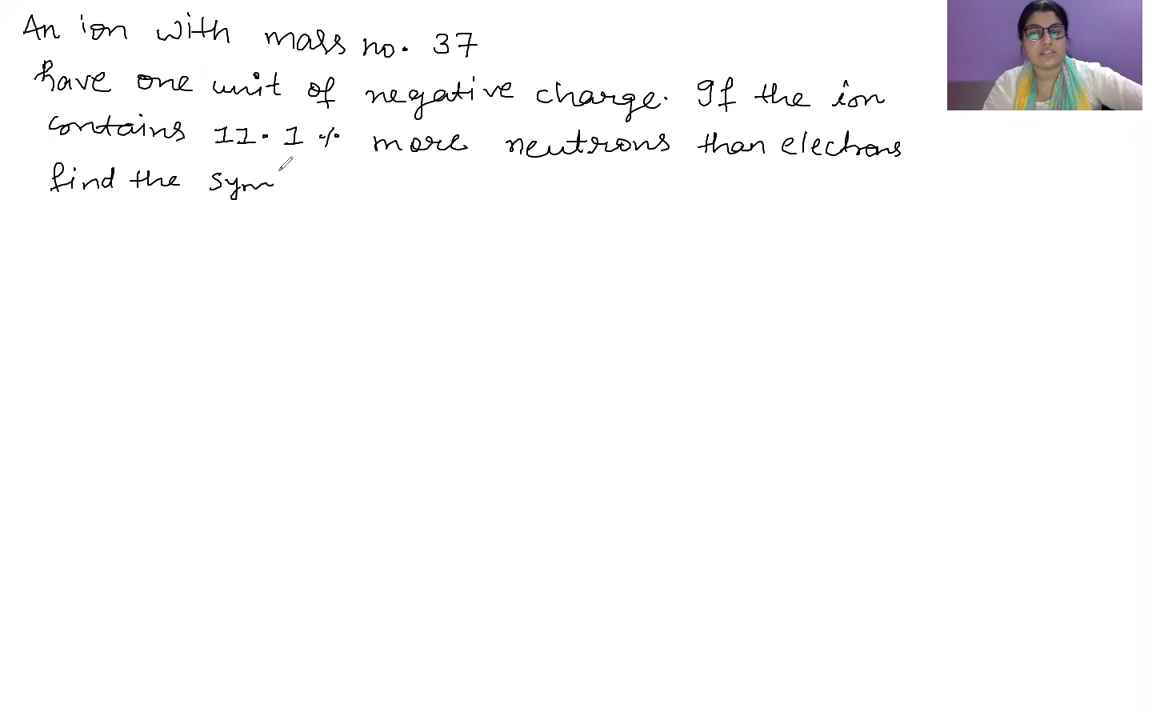 An ion with mass no. 37
have one unit of negative charge. If the ion
contains 11.1 % more neutrons than electrons
find the sym